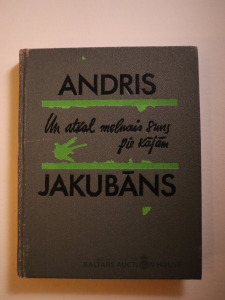 ANDRIS
Un atkal melnais suns
pie kājām
JAKUBĀNS